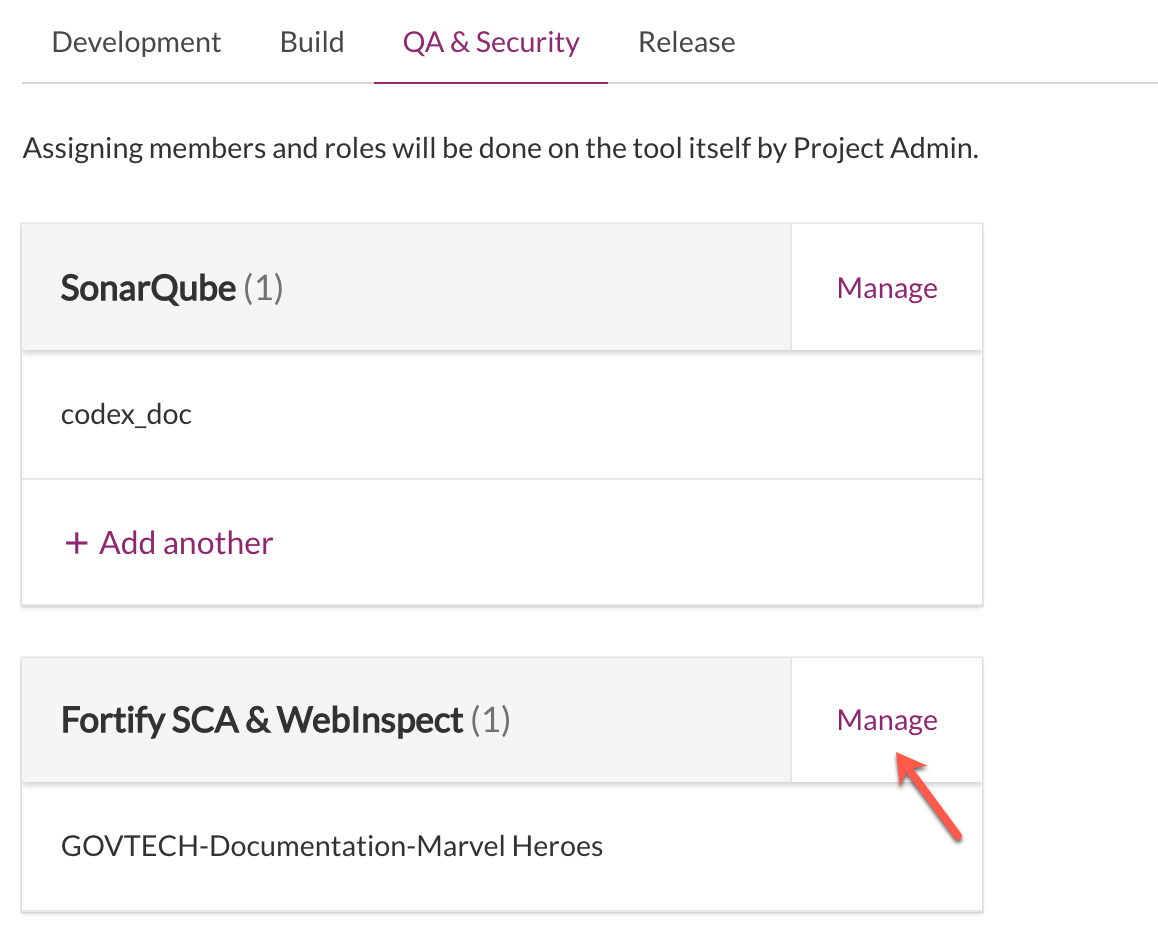 Development Build QA & Security Release
Assigning members and roles will be done on the tool itself by Project Admin.
SonarQube (1) Manage
codex_doc
+ Add another
Fortify SCA & WebInspect (1) Manage
GOVTECH-Documentation-Marvel Heroes